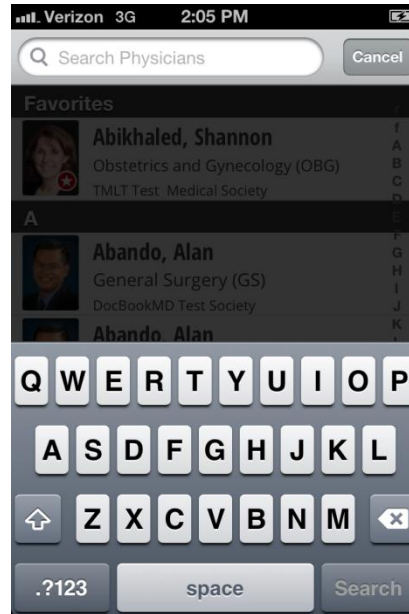 Verizon 3G 2:05 PM
Search Physicians Cancel
Favorites
Abikhaled, Shannon
Obstetrics and Gynecology (OBG)
TMLT Test Medical Society
A
Abando, Alan
General Surgery (GS)
DocBookMD Test Society
Abando, Alan
f
A
B
C
D
E
F
G
H
I
J
K
Q W E R T Y U I O P
A S D F G H J K L
Z X C V B N M
.?123 space Search